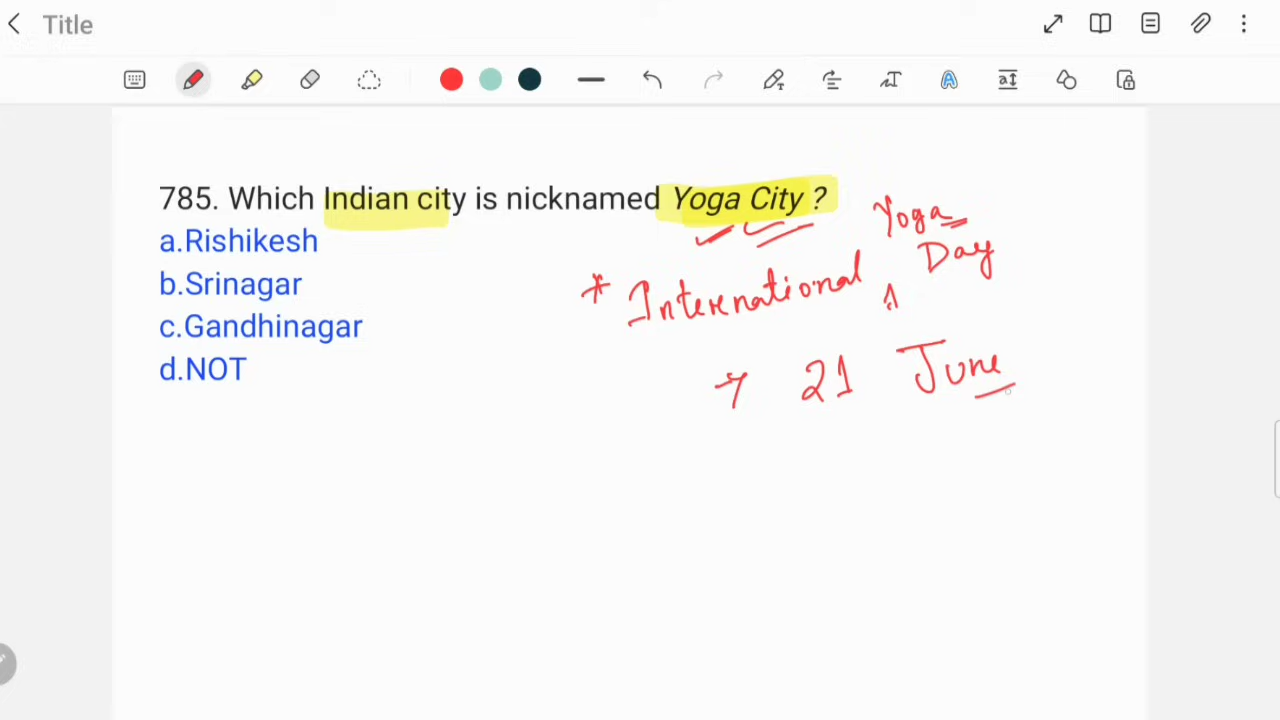 Title
785. Which Indian city is nicknamed Yoga City ?
a.Rishikesh
b.Srinagar
c.Gandhinagar
d.NOT
* International Yoga Day
→ 21 June